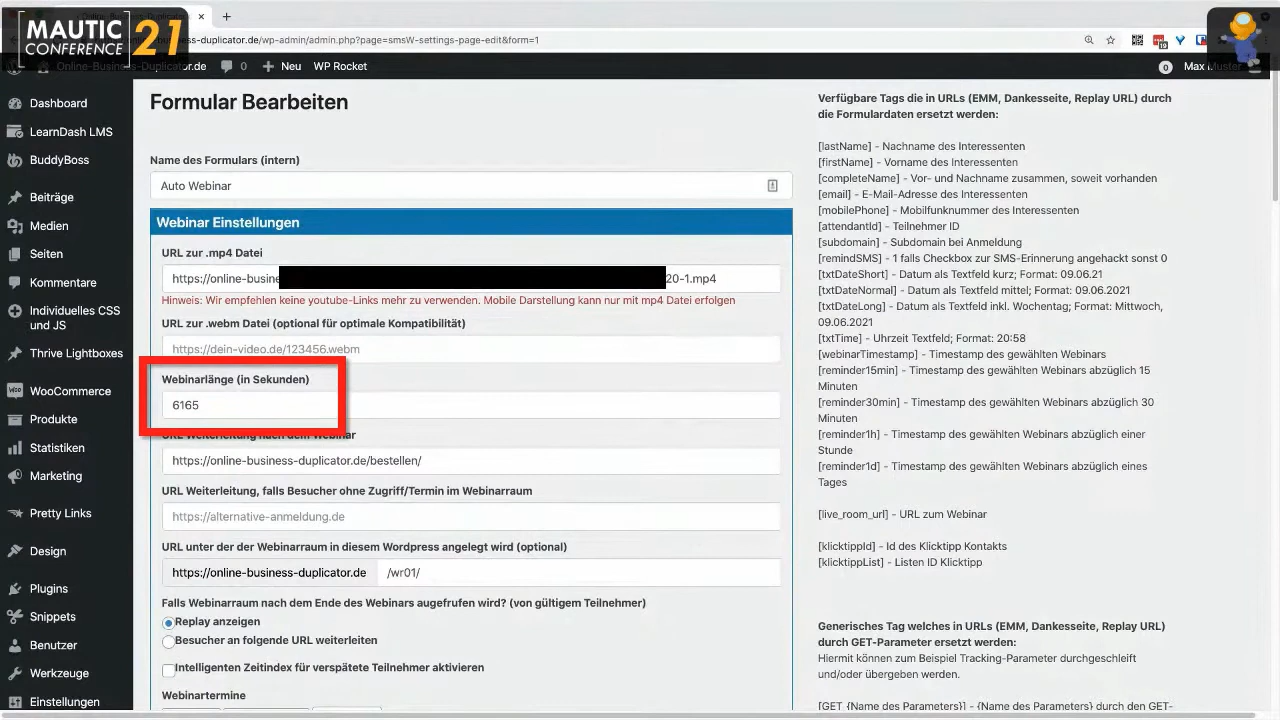 [MAUTIC CONFERENCE] 21
-duplicator.de/wp-admin/admin.php?page=smsW-settings-page-edit&form=1
Online-Business-Duplicator.de 0 Neu WP Rocket
0 Max Muster
Dashboard
LearnDash LMS
BuddyBoss
Beiträge
Medien
Seiten
Kommentare
Individuelles CSS
und JS
Thrive Lightboxes
WooCommerce
Produkte
Statistiken
Marketing
Pretty Links
Design
Plugins
Snippets
Benutzer
Werkzeuge
Einstellungen
Formular Bearbeiten
Name des Formulars (intern)
Auto Webinar
Webinar Einstellungen
URL zur .mp4 Datei
https://online-busine 20-1.mp4
Hinweis: Wir empfehlen keine youtube-Links mehr zu verwenden. Mobile Darstellung kann nur mit mp4 Datei erfolgen
URL zur .webm Datei (optional für optimale Kompatibilität)
https://dein-video.de/123456.webm
Webinarlänge (in Sekunden)
6165
URL Weiterleitung nach dem Webinar
https://online-business-duplicator.de/bestellen/
URL Weiterleitung, falls Besucher ohne Zugriff/Termin im Webinarraum
https://alternative-anmeldung.de
URL unter der der Webinarraum in diesem Wordpress angelegt wird (optional)
https://online-business-duplicator.de /wr01/
Falls Webinarraum nach dem Ende des Webinars augefrufen wird? (von gültigem Teilnehmer)
Replay anzeigen
Besucher an folgende URL weiterleiten
Intelligenten Zeitindex für verspätete Teilnehmer aktivieren
Webinartermine
Verfügbare Tags die in URLs (EMM, Dankesseite, Replay URL) durch
die Formulardaten ersetzt werden:
[lastName] - Nachname des Interessenten
[firstName] - Vorname des Interessenten
[completeName] - Vor- und Nachname zusammen, soweit vorhanden
[email] - E-Mail-Adresse des Interessenten
[mobilePhone] - Mobilfunknummer des Interessenten
[attendantId] - Teilnehmer ID
[subdomain] - Subdomain bei Anmeldung
[remindSMS] - 1 falls Checkbox zur SMS-Erinnerung angehackt sonst 0
[txtDateShort] - Datum als Textfeld kurz; Format: 09.06.21
[txtDateNormal] - Datum als Textfeld mittel; Format: 09.06.2021
[txtDateLong] - Datum als Textfeld inkl. Wochentag; Format: Mittwoch,
09.06.2021
[txtTime] - Uhrzeit Textfeld; Format: 20:58
[webinarTimestamp] - Timestamp des gewählten Webinars
[reminder15min] - Timestamp des gewählten Webinars abzüglich 15
Minuten
[reminder30min] - Timestamp des gewählten Webinars abzüglich 30
Minuten
[reminder1h] - Timestamp des gewählten Webinars abzüglich einer
Stunde
[reminder1d] - Timestamp des gewählten Webinars abzüglich eines
Tages
[live_room_url] - URL zum Webinar
[klicktippId] - Id des Klicktipp Kontakts
[klicktippList] - Listen ID Klicktipp
Generisches Tag welches in URLs (EMM, Dankesseite, Replay URL)
durch GET-Parameter ersetzt werden:
Hiermit können zum Beispiel Tracking-Parameter durchgeschleift
und/oder übergeben werden.
[GET_{Name des Parameters}] - {Name des Parameters} durch den GET-